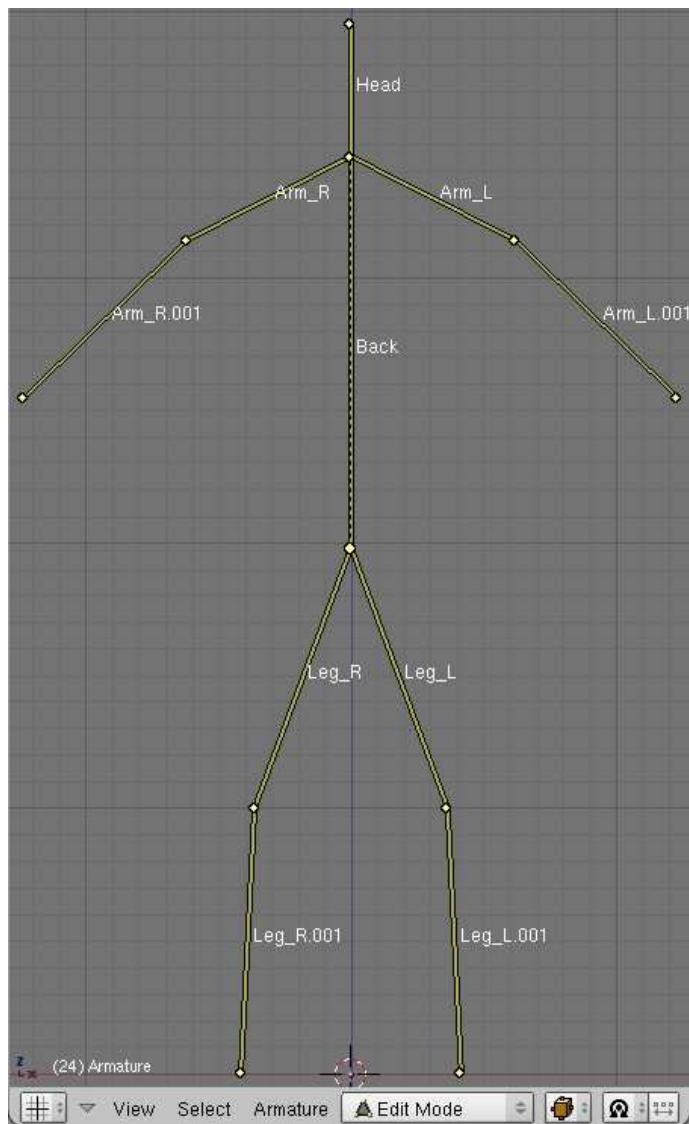 Head
Arm_R
Arm_L
Arm_R.001
Arm_L.001
Back
Leg_R
Leg_L
Leg_R.001
Leg_L.001
z
x
(24) Armature
View Select Armature Edit Mode